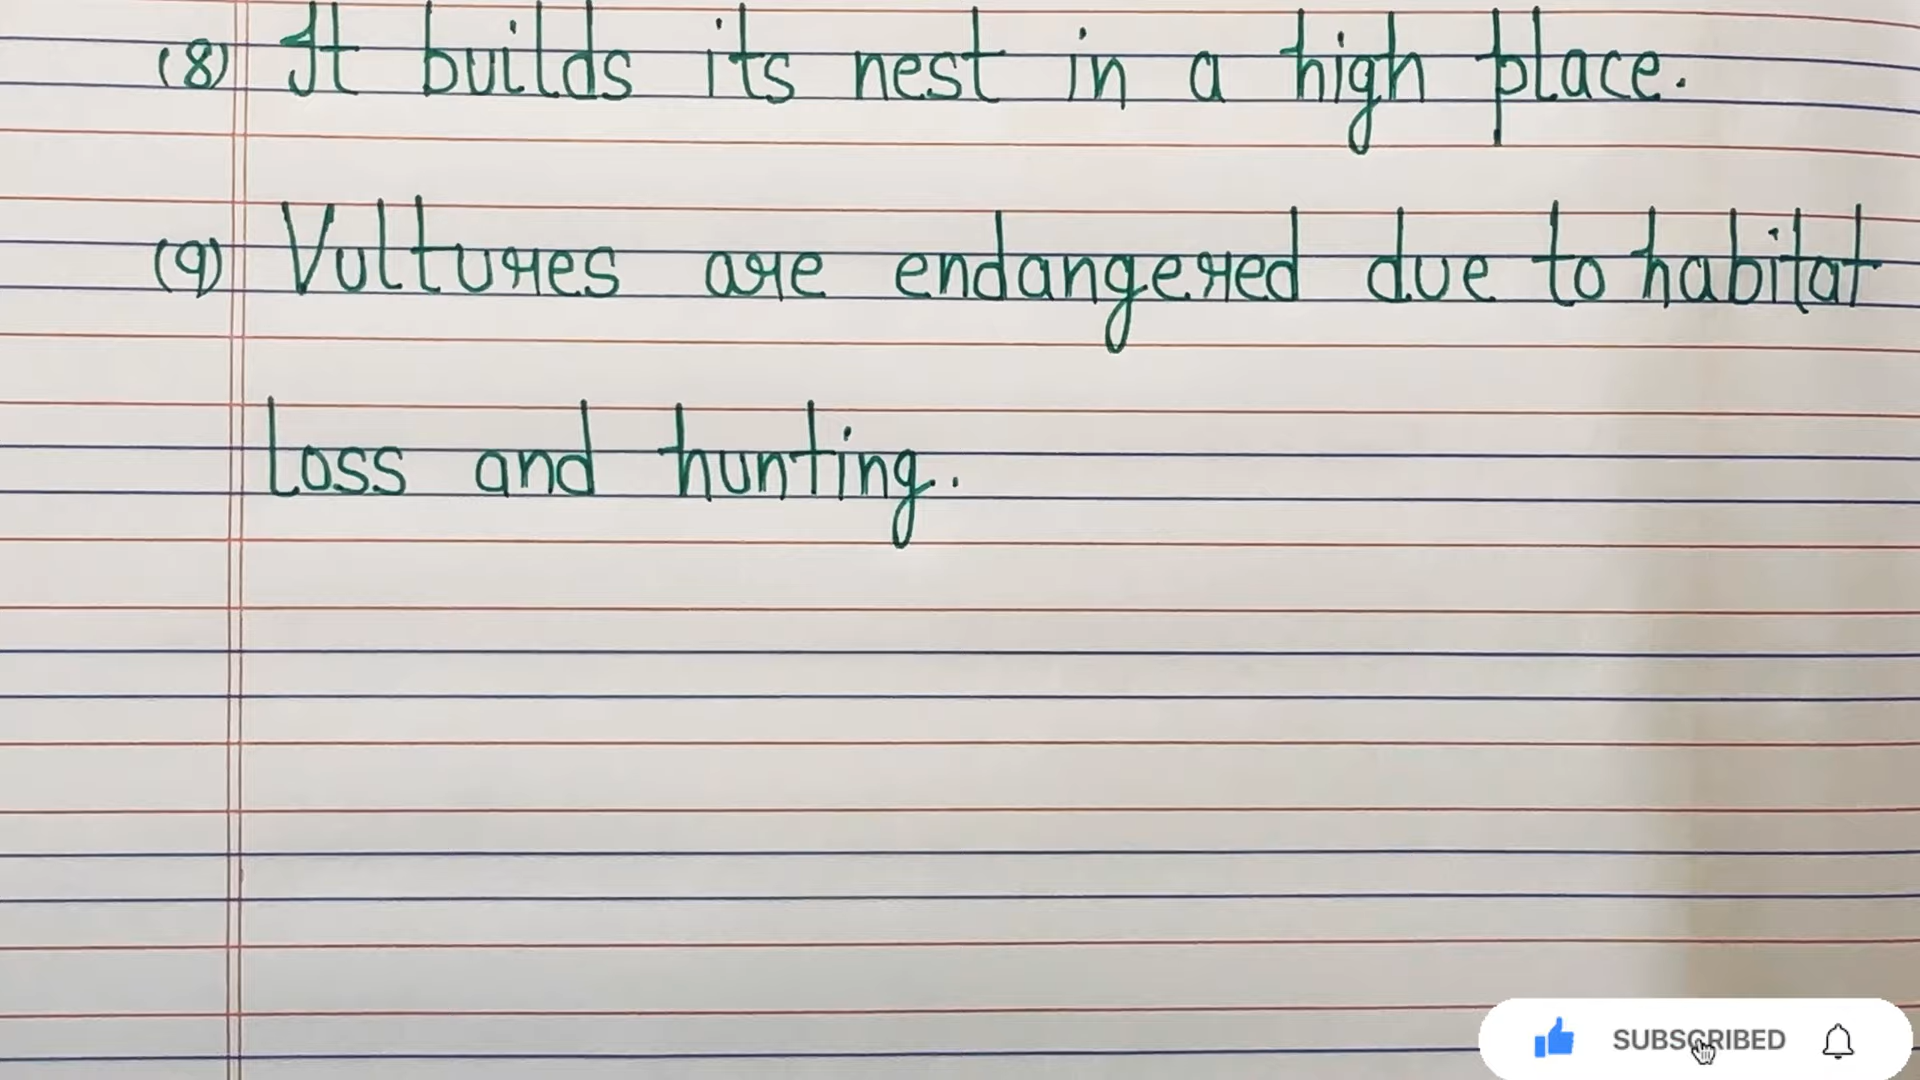 (8) It builds its nest in a high place.
(9) Vultures are endangered due to habitat
loss and hunting.
SUBSCRIBED